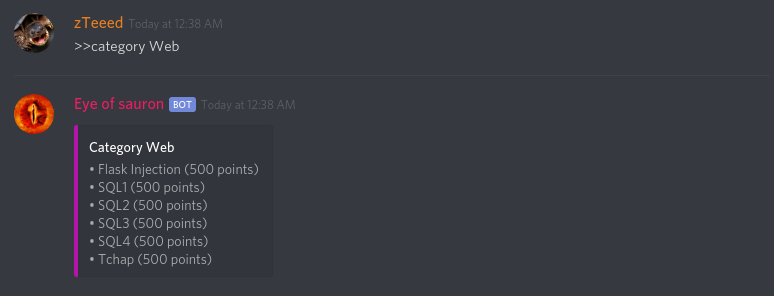 zTeeed Today at 12:38 AM
>>category Web
Eye of sauron BOT Today at 12:38 AM
Category Web
• Flask Injection (500 points)
• SQL1 (500 points)
• SQL2 (500 points)
• SQL3 (500 points)
• SQL4 (500 points)
• Tchap (500 points)